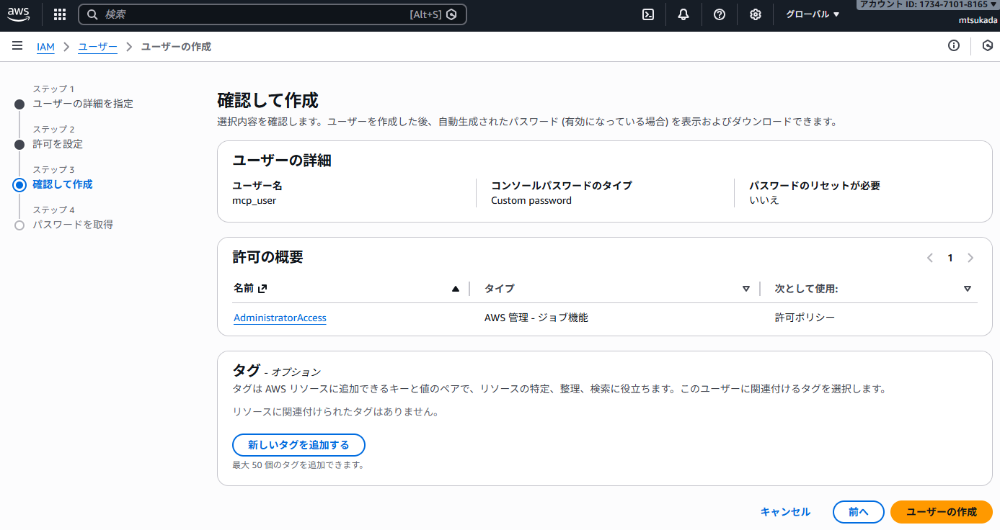 aws
検索
[Alt+S]
グローバル ▼
アカウント ID: 1734-7101-8165 ▼
mtsukada
IAM > ユーザー > ユーザーの作成
ステップ 1
ユーザーの詳細を指定
ステップ 2
許可を設定
ステップ 3
確認して作成
ステップ 4
パスワードを取得
確認して作成
選択内容を確認します。ユーザーを作成した後、自動生成されたパスワード (有効になっている場合) を表示およびダウンロードできます。
ユーザーの詳細
ユーザー名
mcp_user
コンソールパスワードのタイプ
Custom password
パスワードのリセットが必要
いいえ
許可の概要
1
名前 タイプ 次として使用:
AdministratorAccess AWS 管理 - ジョブ機能 許可ポリシー
タグ - オプション
タグは AWS リソースに追加できるキーと値のペアで、リソースの特定、整理、検索に役立ちます。このユーザーに関連付けるタグを選択します。
リソースに関連付けられたタグはありません。
新しいタグを追加する
最大 50 個のタグを追加できます。
キャンセル 前へ ユーザーの作成